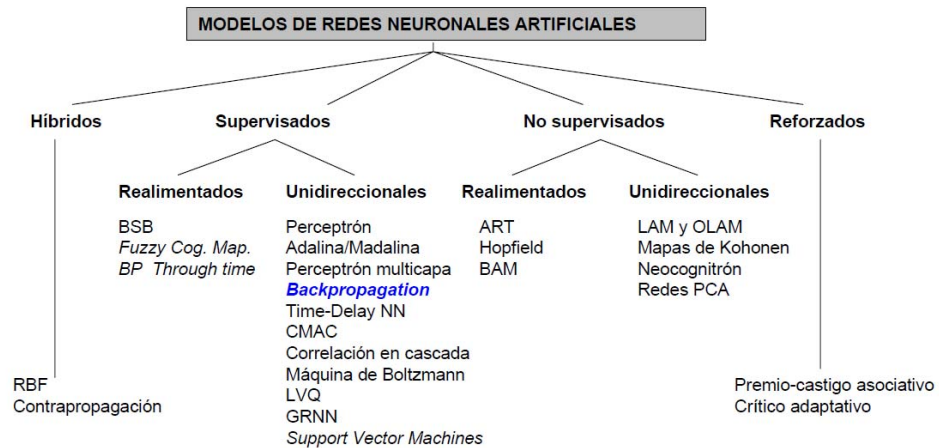 MODELOS DE REDES NEURONALES ARTIFICIALES
Híbridos
Supervisados
No supervisados
Reforzados
Realimentados
Unidireccionales
Realimentados
Unidireccionales
BSB
Fuzzy Cog. Map.
BP Through time
Perceptrón
Adalina/Madalina
Perceptrón multicapa
Backpropagation
Time-Delay NN
CMAC
Correlación en cascada
Máquina de Boltzmann
LVQ
GRNN
Support Vector Machines
ART
Hopfield
BAM
LAM y OLAM
Mapas de Kohonen
Neocognitrón
Redes PCA
RBF
Contrapropagación
Premio-castigo asociativo
Crítico adaptativo